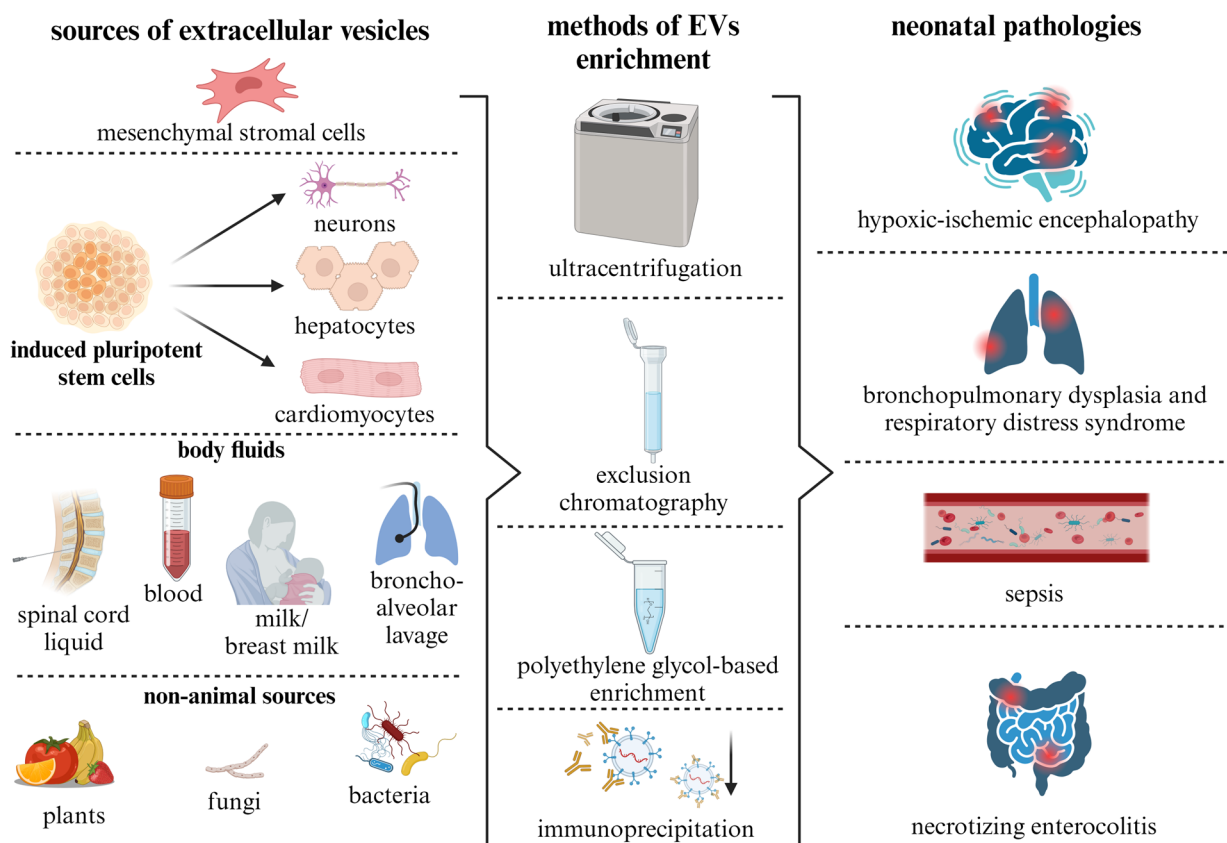 sources of extracellular vesicles
mesenchymal stromal cells
neurons
hepatocytes
induced pluripotent
stem cells
cardiomyocytes
body fluids
spinal cord
liquid
blood
milk/
breast milk
broncho-
alveolar
lavage
non-animal sources
plants
fungi
bacteria
methods of EVs
enrichment
ultracentrifugation
exclusion
chromatography
polyethylene glycol-based
enrichment
immunoprecipitation
neonatal pathologies
hypoxic-ischemic encephalopathy
bronchopulmonary dysplasia and
respiratory distress syndrome
sepsis
necrotizing enterocolitis